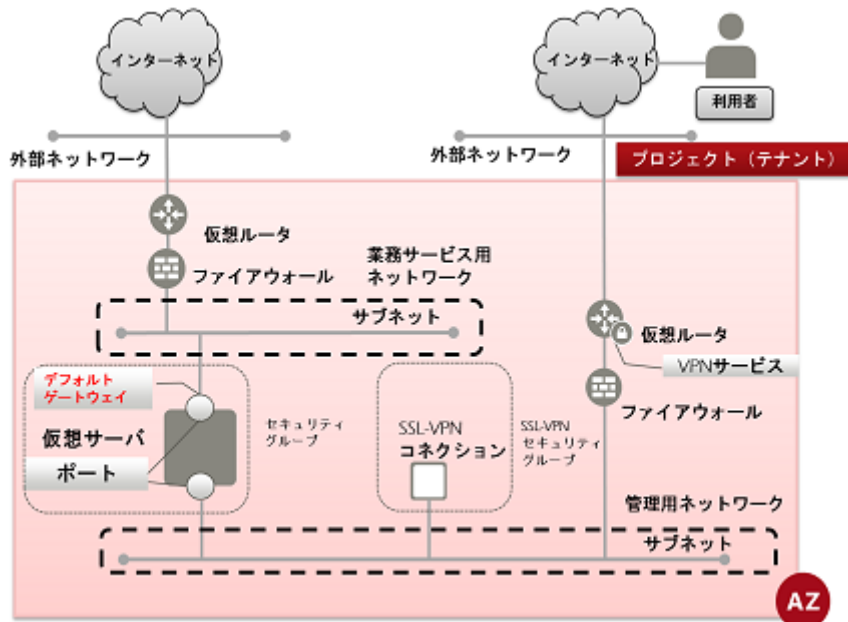 インターネット
インターネット
利用者
外部ネットワーク
外部ネットワーク
プロジェクト（テナント）
仮想ルータ
業務サービス用
ネットワーク
ファイアウォール
サブネット
仮想ルータ
VPNサービス
デフォルト
ゲートウェイ
ファイアウォール
仮想サーバ
セキュリティ
グループ
SSL-VPN
コネクション
SSL-VPN
セキュリティ
グループ
ポート
管理用ネットワーク
サブネット
AZ